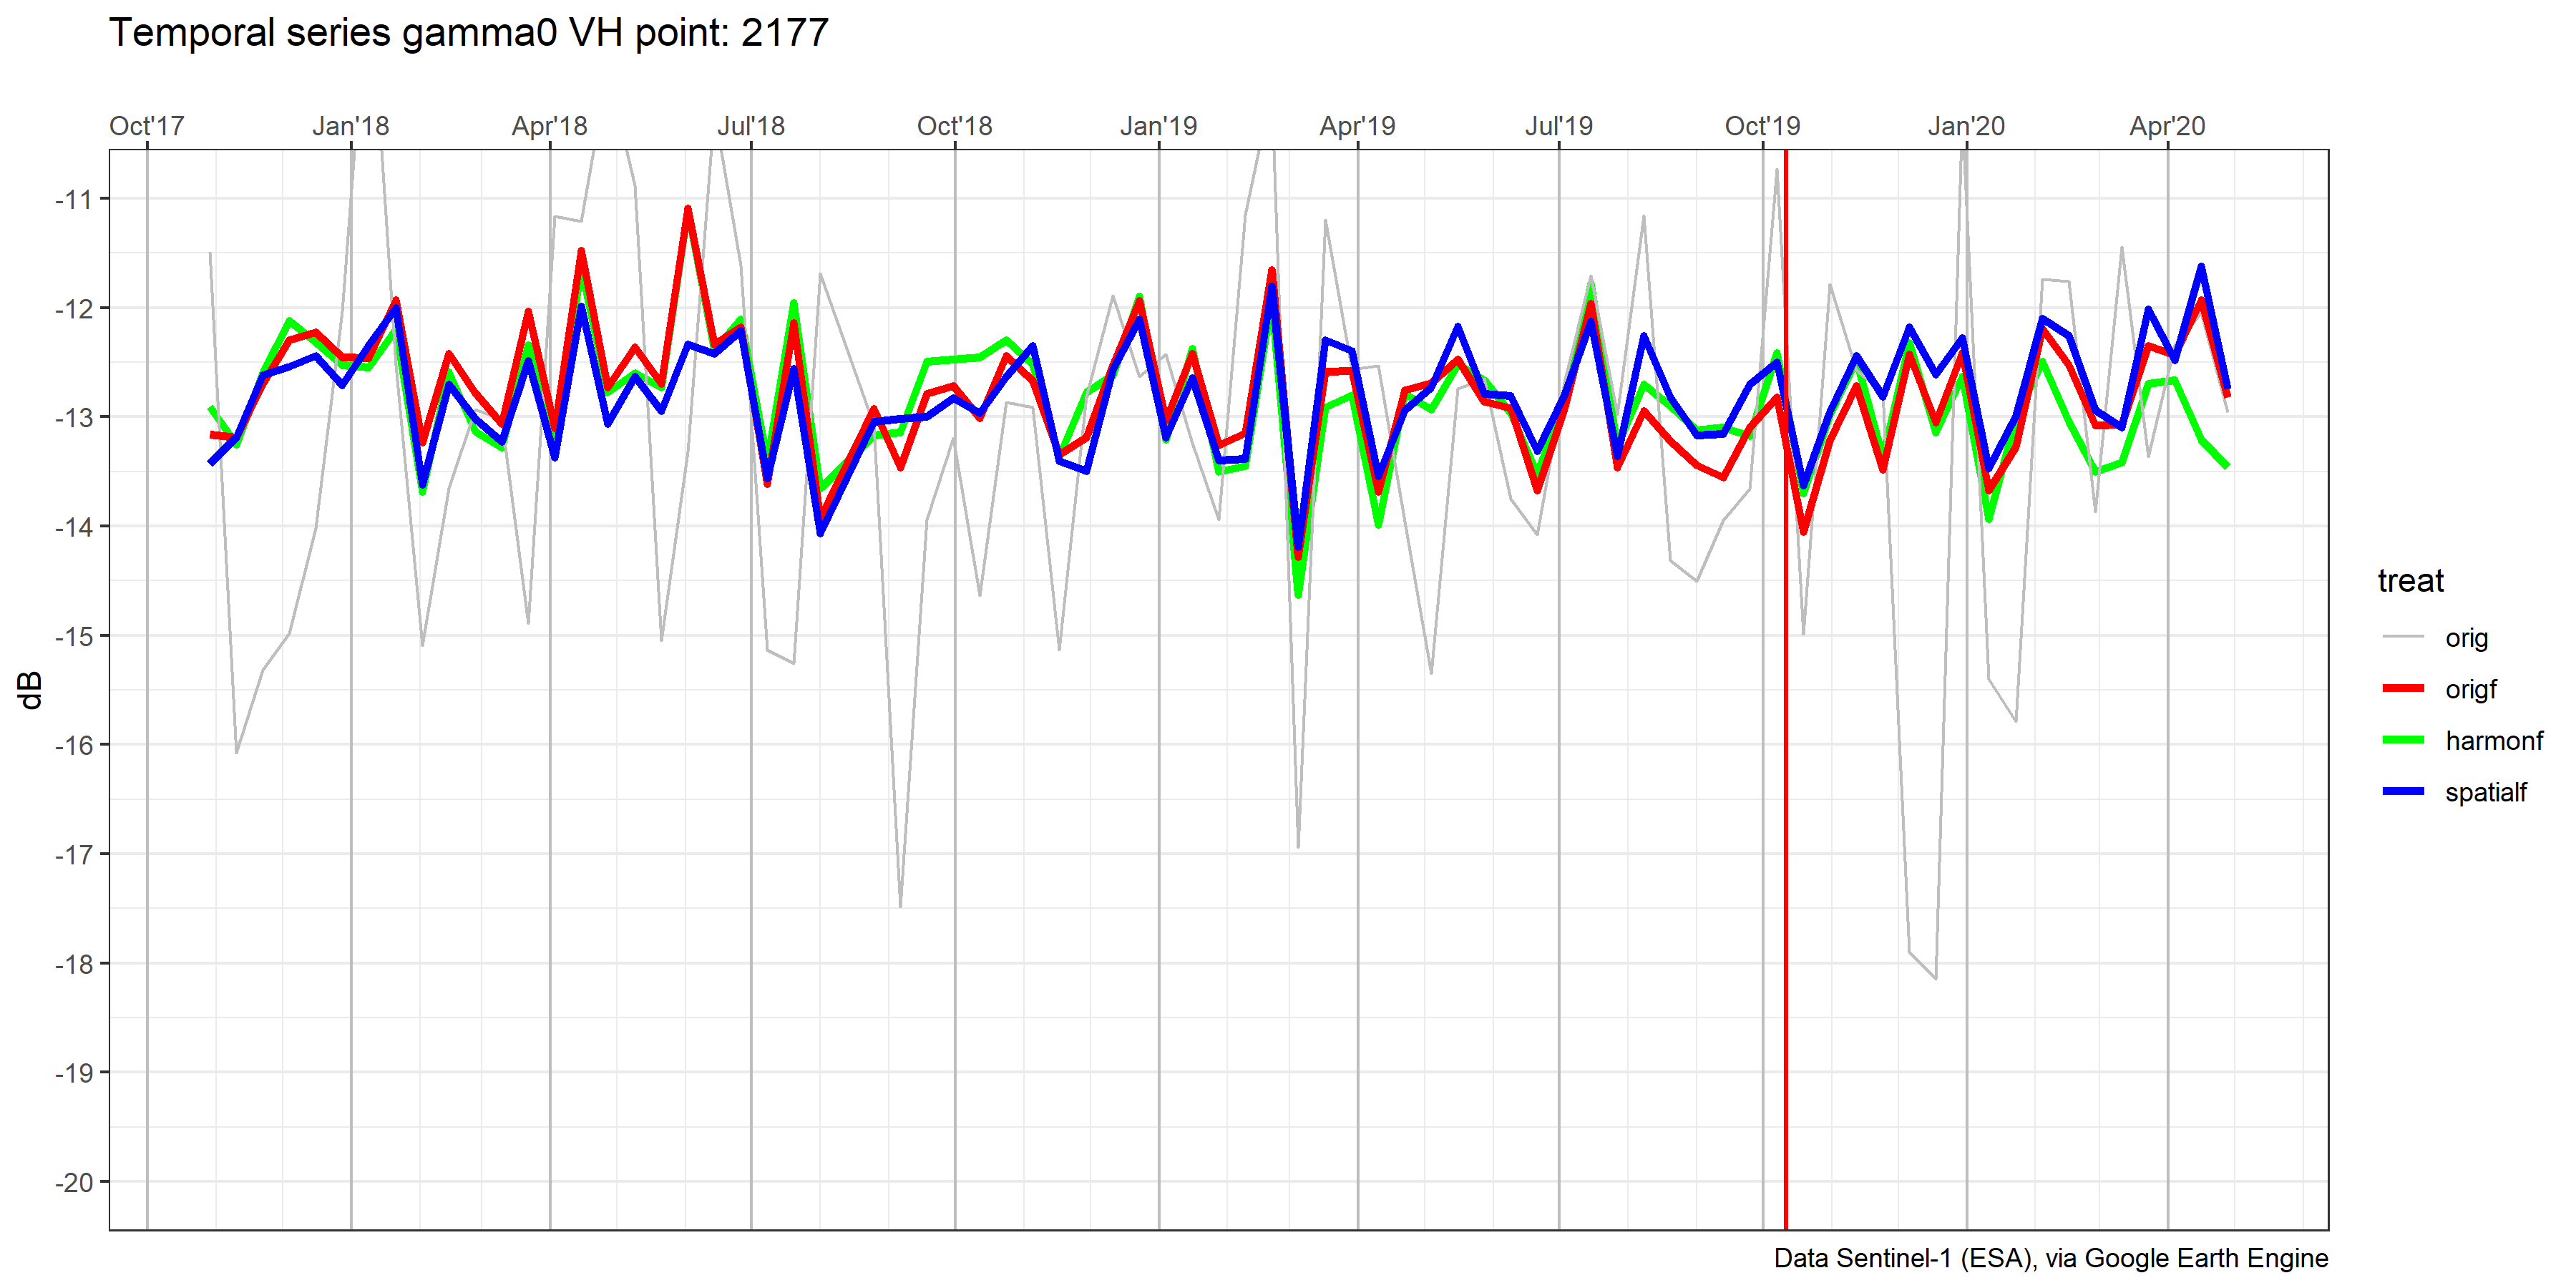 Temporal series gamma0 VH point: 2177
Oct'17 Jan'18 Apr'18 Jul'18 Oct'18 Jan'19 Apr'19 Jul'19 Oct'19 Jan'20 Apr'20
-11
-12
-13
-14
-15
-16
-17
-18
-19
-20
dB
treat
orig
origf
harmonf
spatialf
Data Sentinel-1 (ESA), via Google Earth Engine